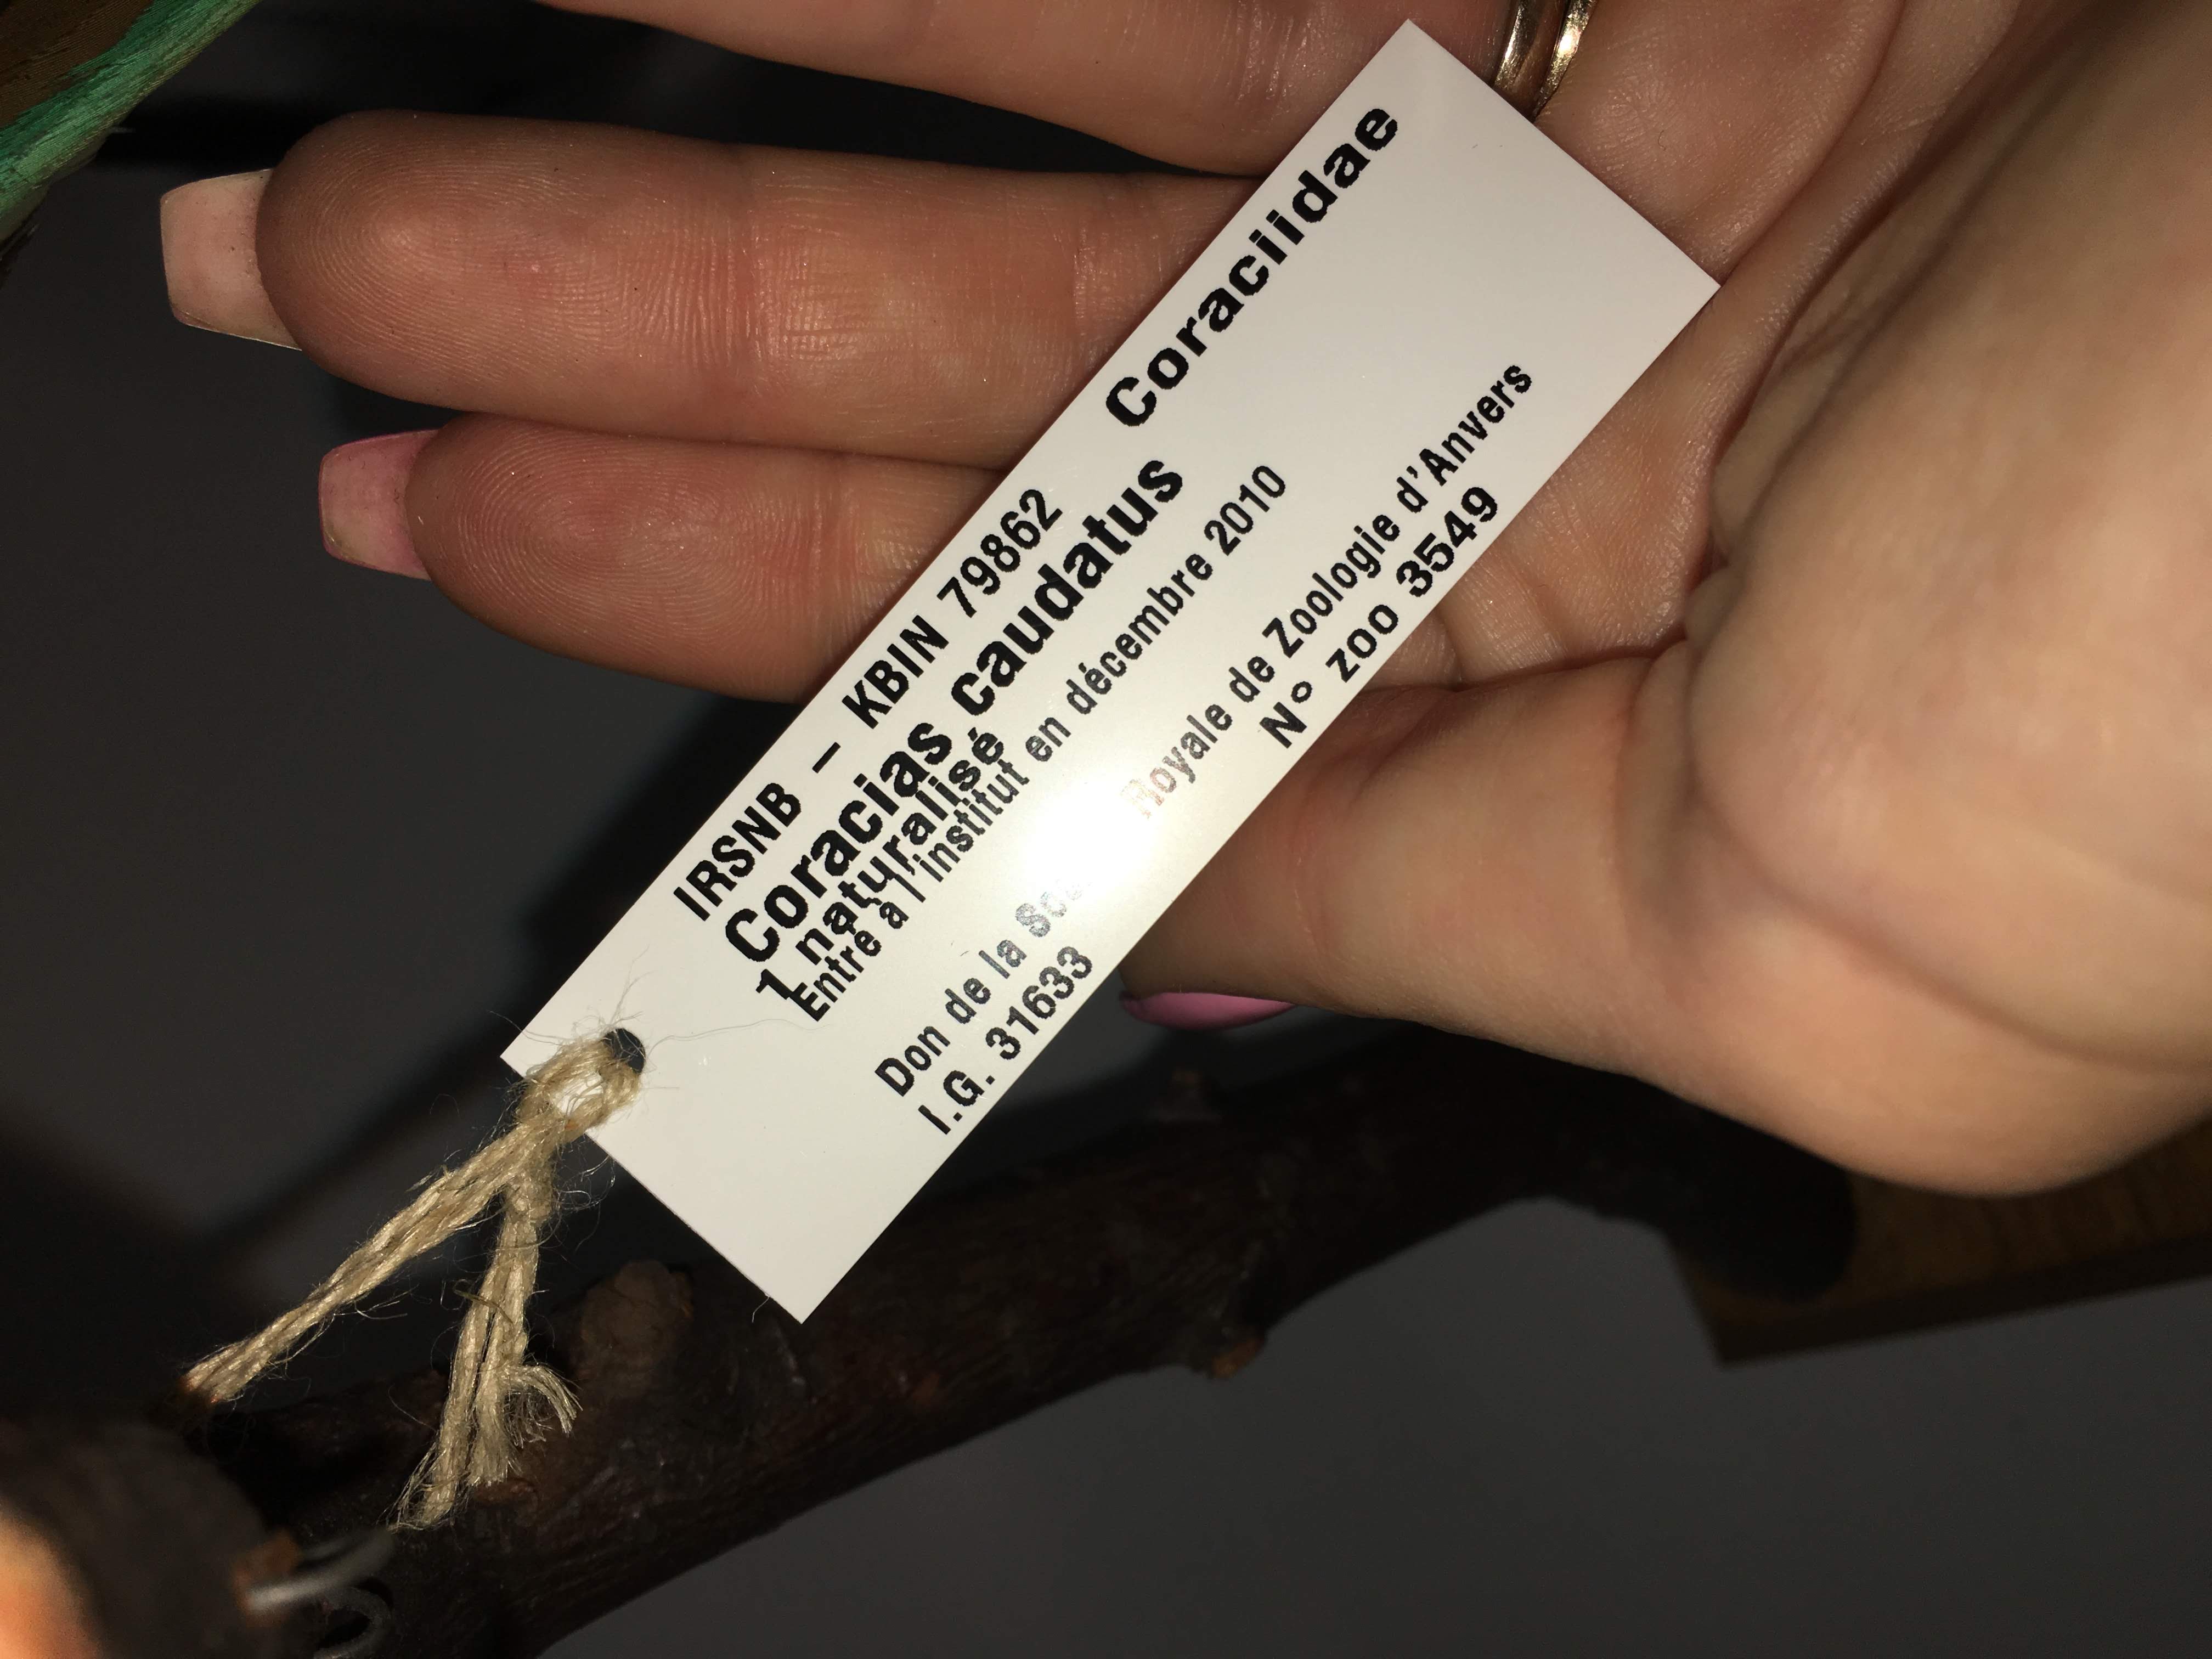 IRSNB – KBIN 79862
Coracias caudatus Coraciidae
1 naturalisé
Entré à l'institut en décembre 2010
Don de la Royale de Zoologie d'Anvers
I.G. 31633 N° zoo 3549